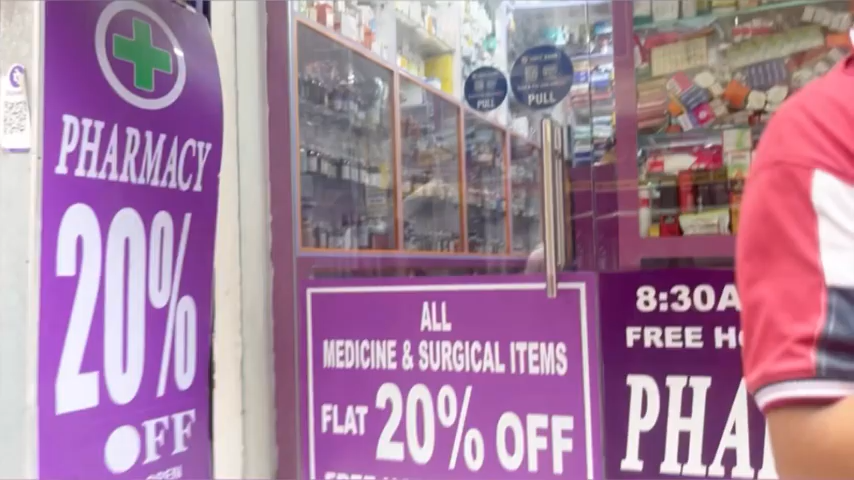 PHARMACY
20%
OFF
PULL
PULL
ALL
MEDICINE & SURGICAL ITEMS
FLAT 20% OFF
8:30A
FREE H
PHA